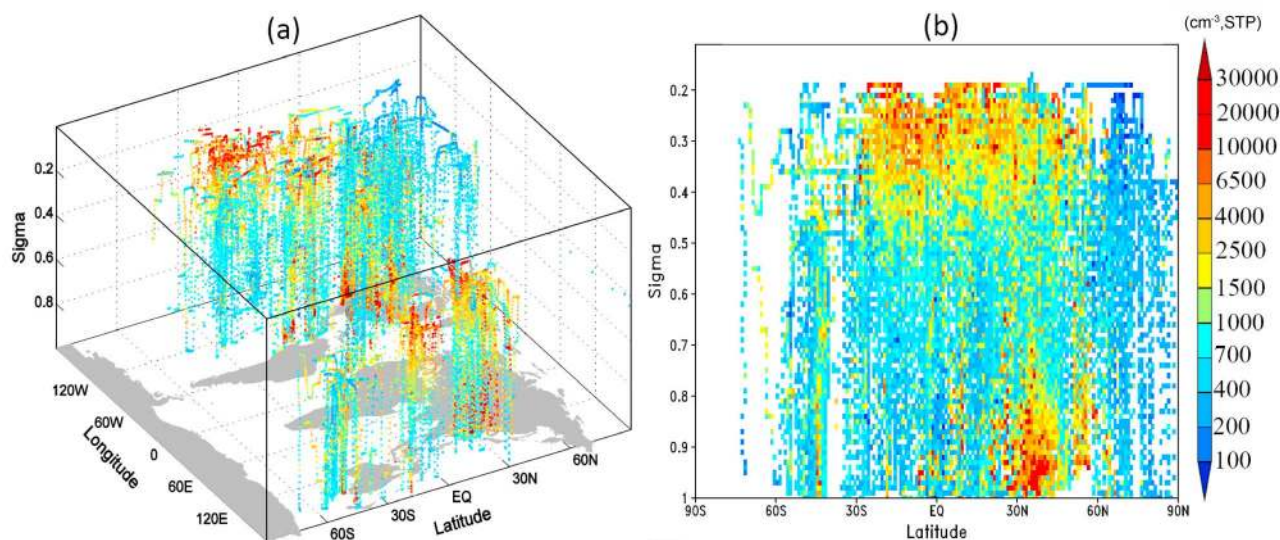 (a)
Sigma
0.2
0.4
0.6
0.8
120W
60W
0
60E
120E
Longitude
60S
30S
EQ
30N
60N
Latitude
(b)
Sigma
0.2
0.3
0.4
0.5
0.6
0.7
0.8
0.9
1
90S
60S
30S
EQ
30N
60N
90N
Latitude
(cm⁻³,STP)
30000
20000
10000
6500
4000
2500
1500
1000
700
400
200
100